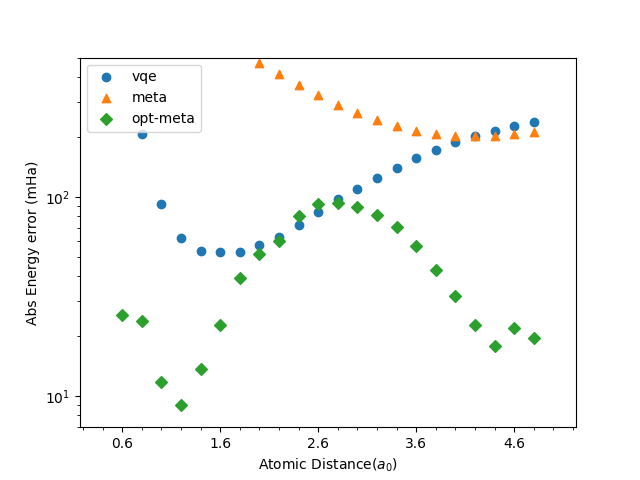 vqe
meta
opt-meta
Abs Energy error (mHa)
10²
10¹
0.6 1.6 2.6 3.6 4.6
Atomic Distance(a₀)